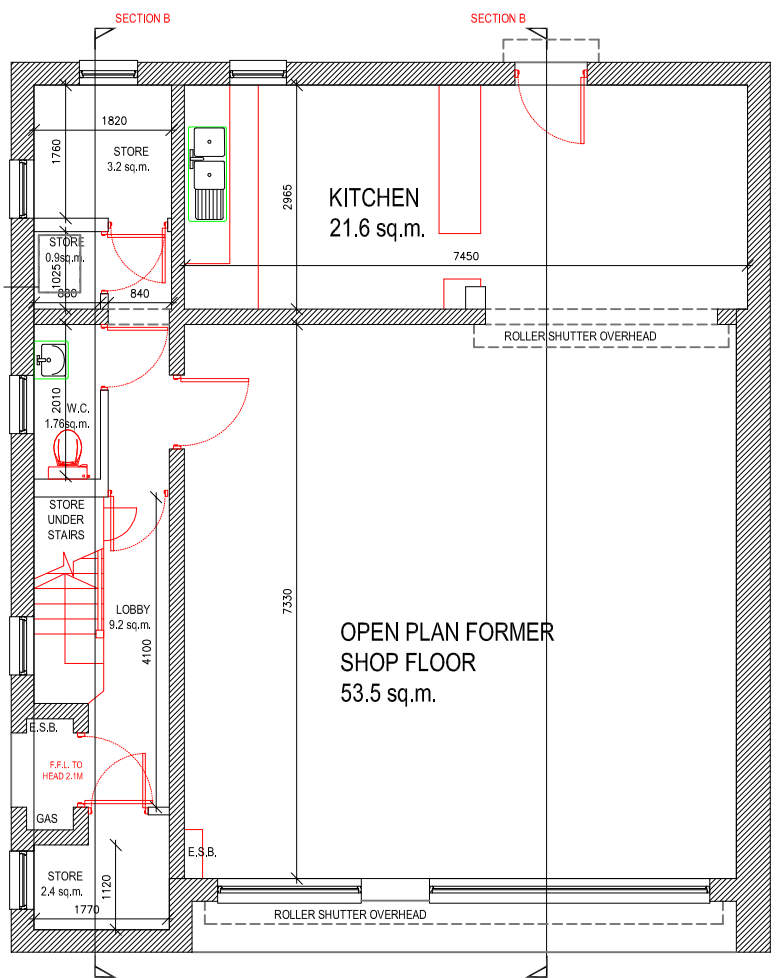 SECTION B
SECTION B
1820
1760
STORE
3.2 sq.m.
2965
KITCHEN
21.6 sq.m.
7450
STORE
0.9sq.m.
1025
880
840
ROLLER SHUTTER OVERHEAD
2010
W.C.
1.76sq.m.
STORE
UNDER
STAIRS
LOBBY
9.2 sq.m.
4100
7330
OPEN PLAN FORMER
SHOP FLOOR
53.5 sq.m.
E.S.B.
F.F.L. TO
HEAD 2.1M
GAS
E.S.B.
STORE
2.4 sq.m.
1120
1770
ROLLER SHUTTER OVERHEAD